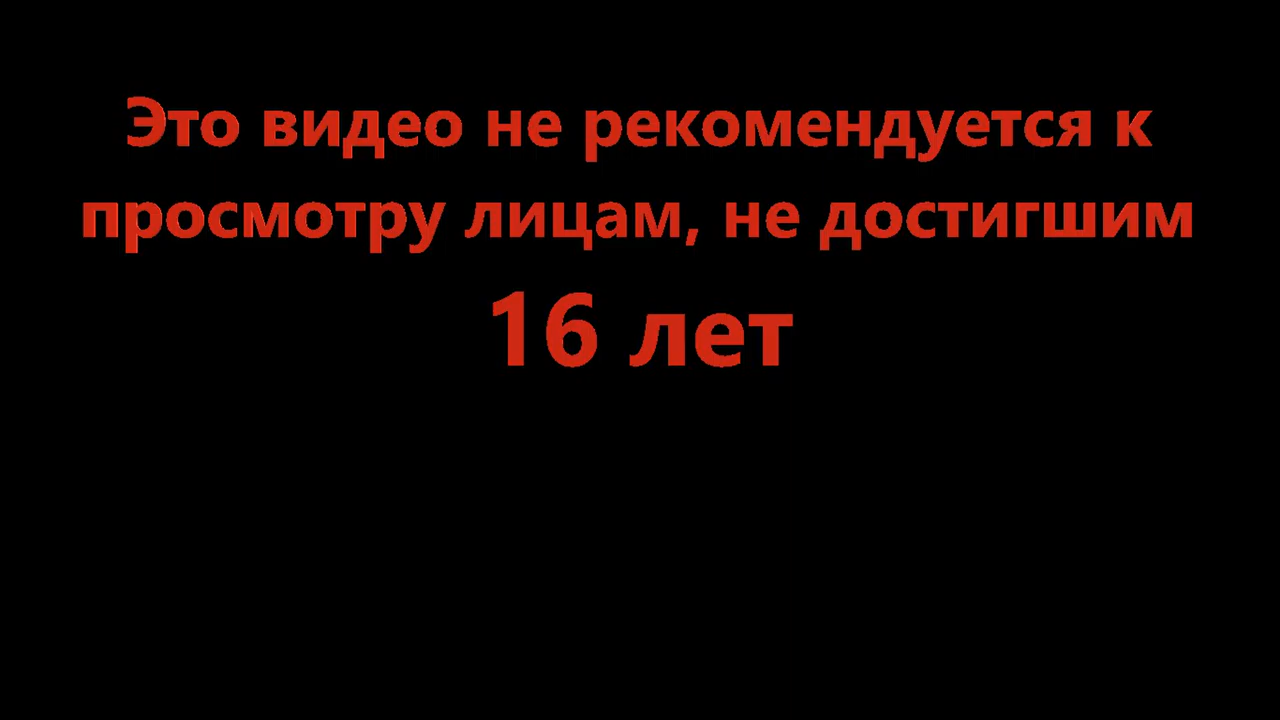 Это видео не рекомендуется к
просмотру лицам, не достигшим
16 лет